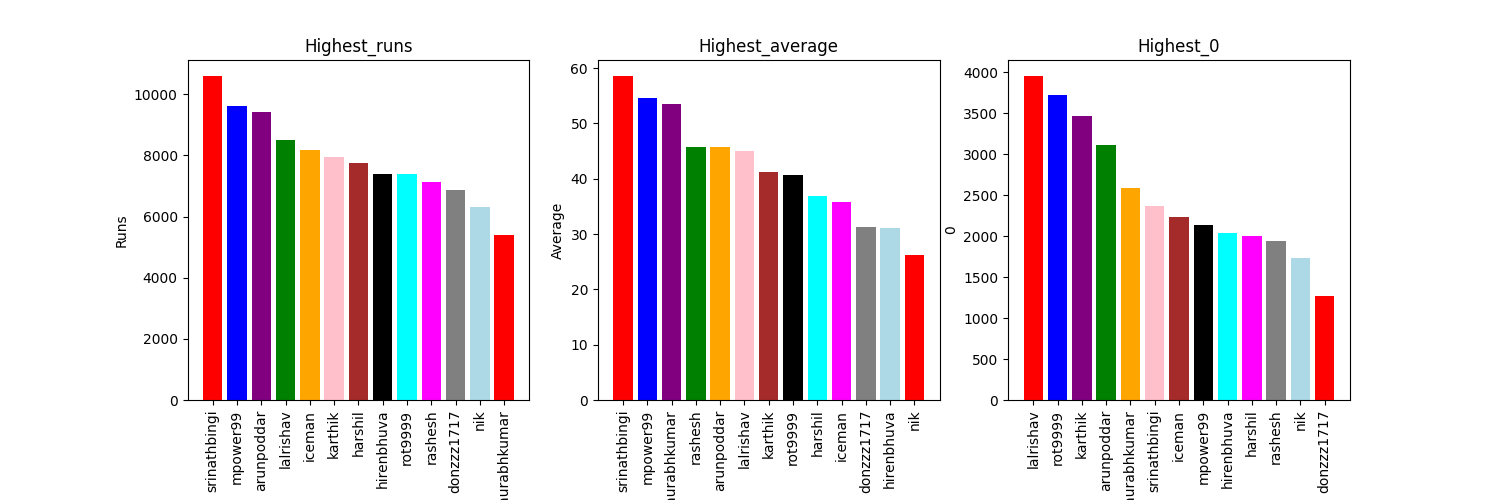 Highest_runs
Runs
10000
8000
6000
4000
2000
0
srinathbingi
mpower99
arunpoddar
lalrishav
iceman
karthik
harshil
hirenbhuva
rot9999
rashesh
donzzz1717
nik
urabhkumar
Highest_average
Average
60
50
40
30
20
10
0
srinathbingi
mpower99
urabhkumar
rashesh
arunpoddar
lalrishav
karthik
rot9999
harshil
iceman
donzzz1717
hirenbhuva
nik
Highest_0
0
4000
3500
3000
2500
2000
1500
1000
500
0
lalrishav
rot9999
karthik
arunpoddar
urabhkumar
srinathbingi
iceman
mpower99
hirenbhuva
harshil
rashesh
nik
donzzz1717